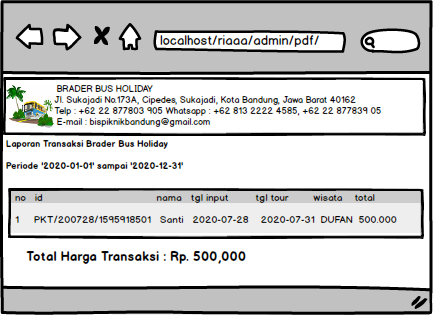 localhost/riaaa/admin/pdf/
BRADER BUS HOLIDAY
Jl. Sukajadi No.173A, Cipedes, Sukajadi, Kota Bandung, Jawa Barat 40162
Telp : +62 22 877803 905 Whatsapp : +62 813 2222 4585, +62 22 877839 05
E-mail : bispiknikbandung@gmail.com
Laporan Transaksi Brader Bus Holiday
Periode '2020-01-01' sampai '2020-12-31'
no id nama tgl input tgl tour wisata total
1 PKT/200728/1595918501 Santi 2020-07-28 2020-07-31 DUFAN 500.000
Total Harga Transaksi : Rp. 500,000